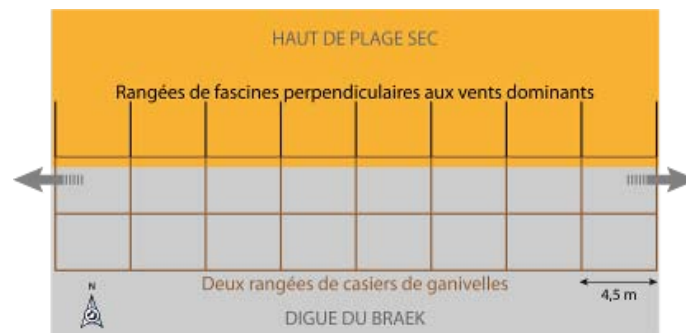 HAUT DE PLAGE SEC
Rangées de fascines perpendiculaires aux vents dominants
Deux rangées de casiers de ganivelles
4,5 m
N
DIGUE DU BRAEK